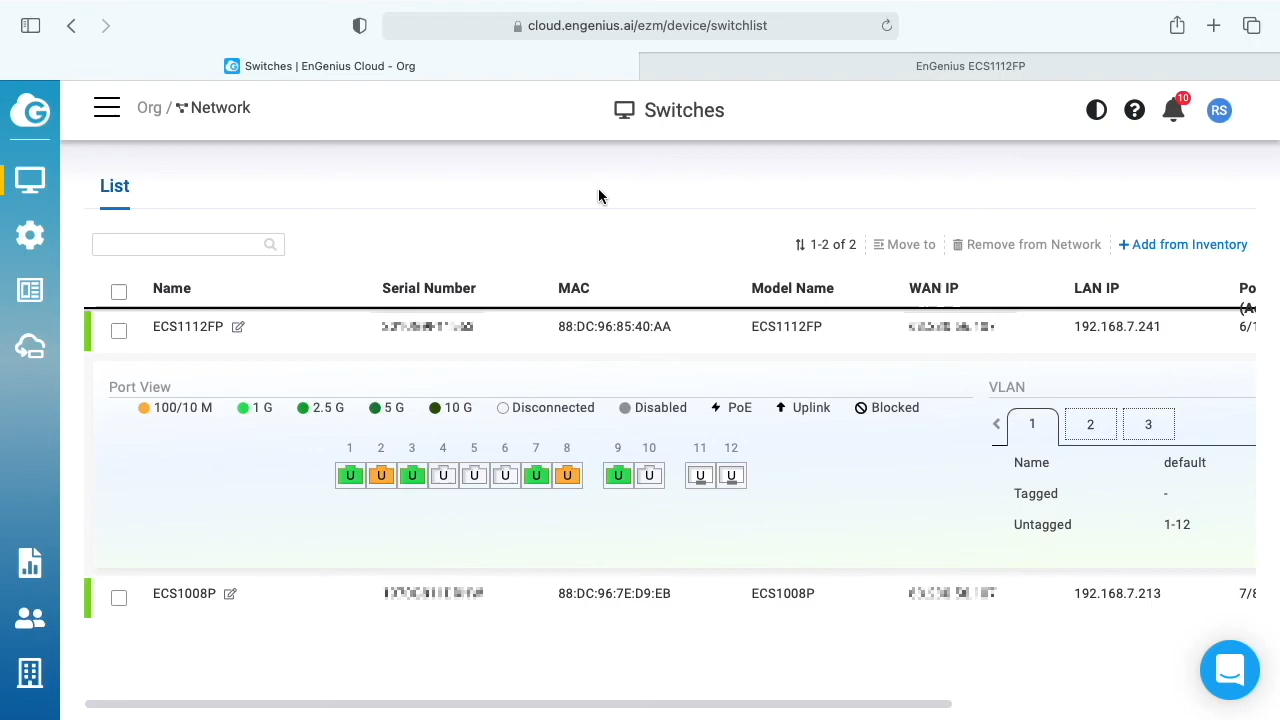 cloud.engenius.ai/ezm/device/switchlist
Switches | EnGenius Cloud - Org
EnGenius ECS1112FP
Org / Network
Switches
10
RS
List
1-2 of 2
Move to
Remove from Network
+ Add from Inventory
Name Serial Number MAC Model Name WAN IP LAN IP Po
ECS1112FP 88:DC:96:85:40:AA ECS1112FP 192.168.7.241 6/1
Port View
VLAN
100/10 M 1 G 2.5 G 5 G 10 G Disconnected Disabled PoE Uplink Blocked
1 2 3
1 2 3 4 5 6 7 8 9 10 11 12
U U U U U U U U U U U U
Name default
Tagged -
Untagged 1-12
ECS1008P 88:DC:96:7E:D9:EB ECS1008P 192.168.7.213 7/8